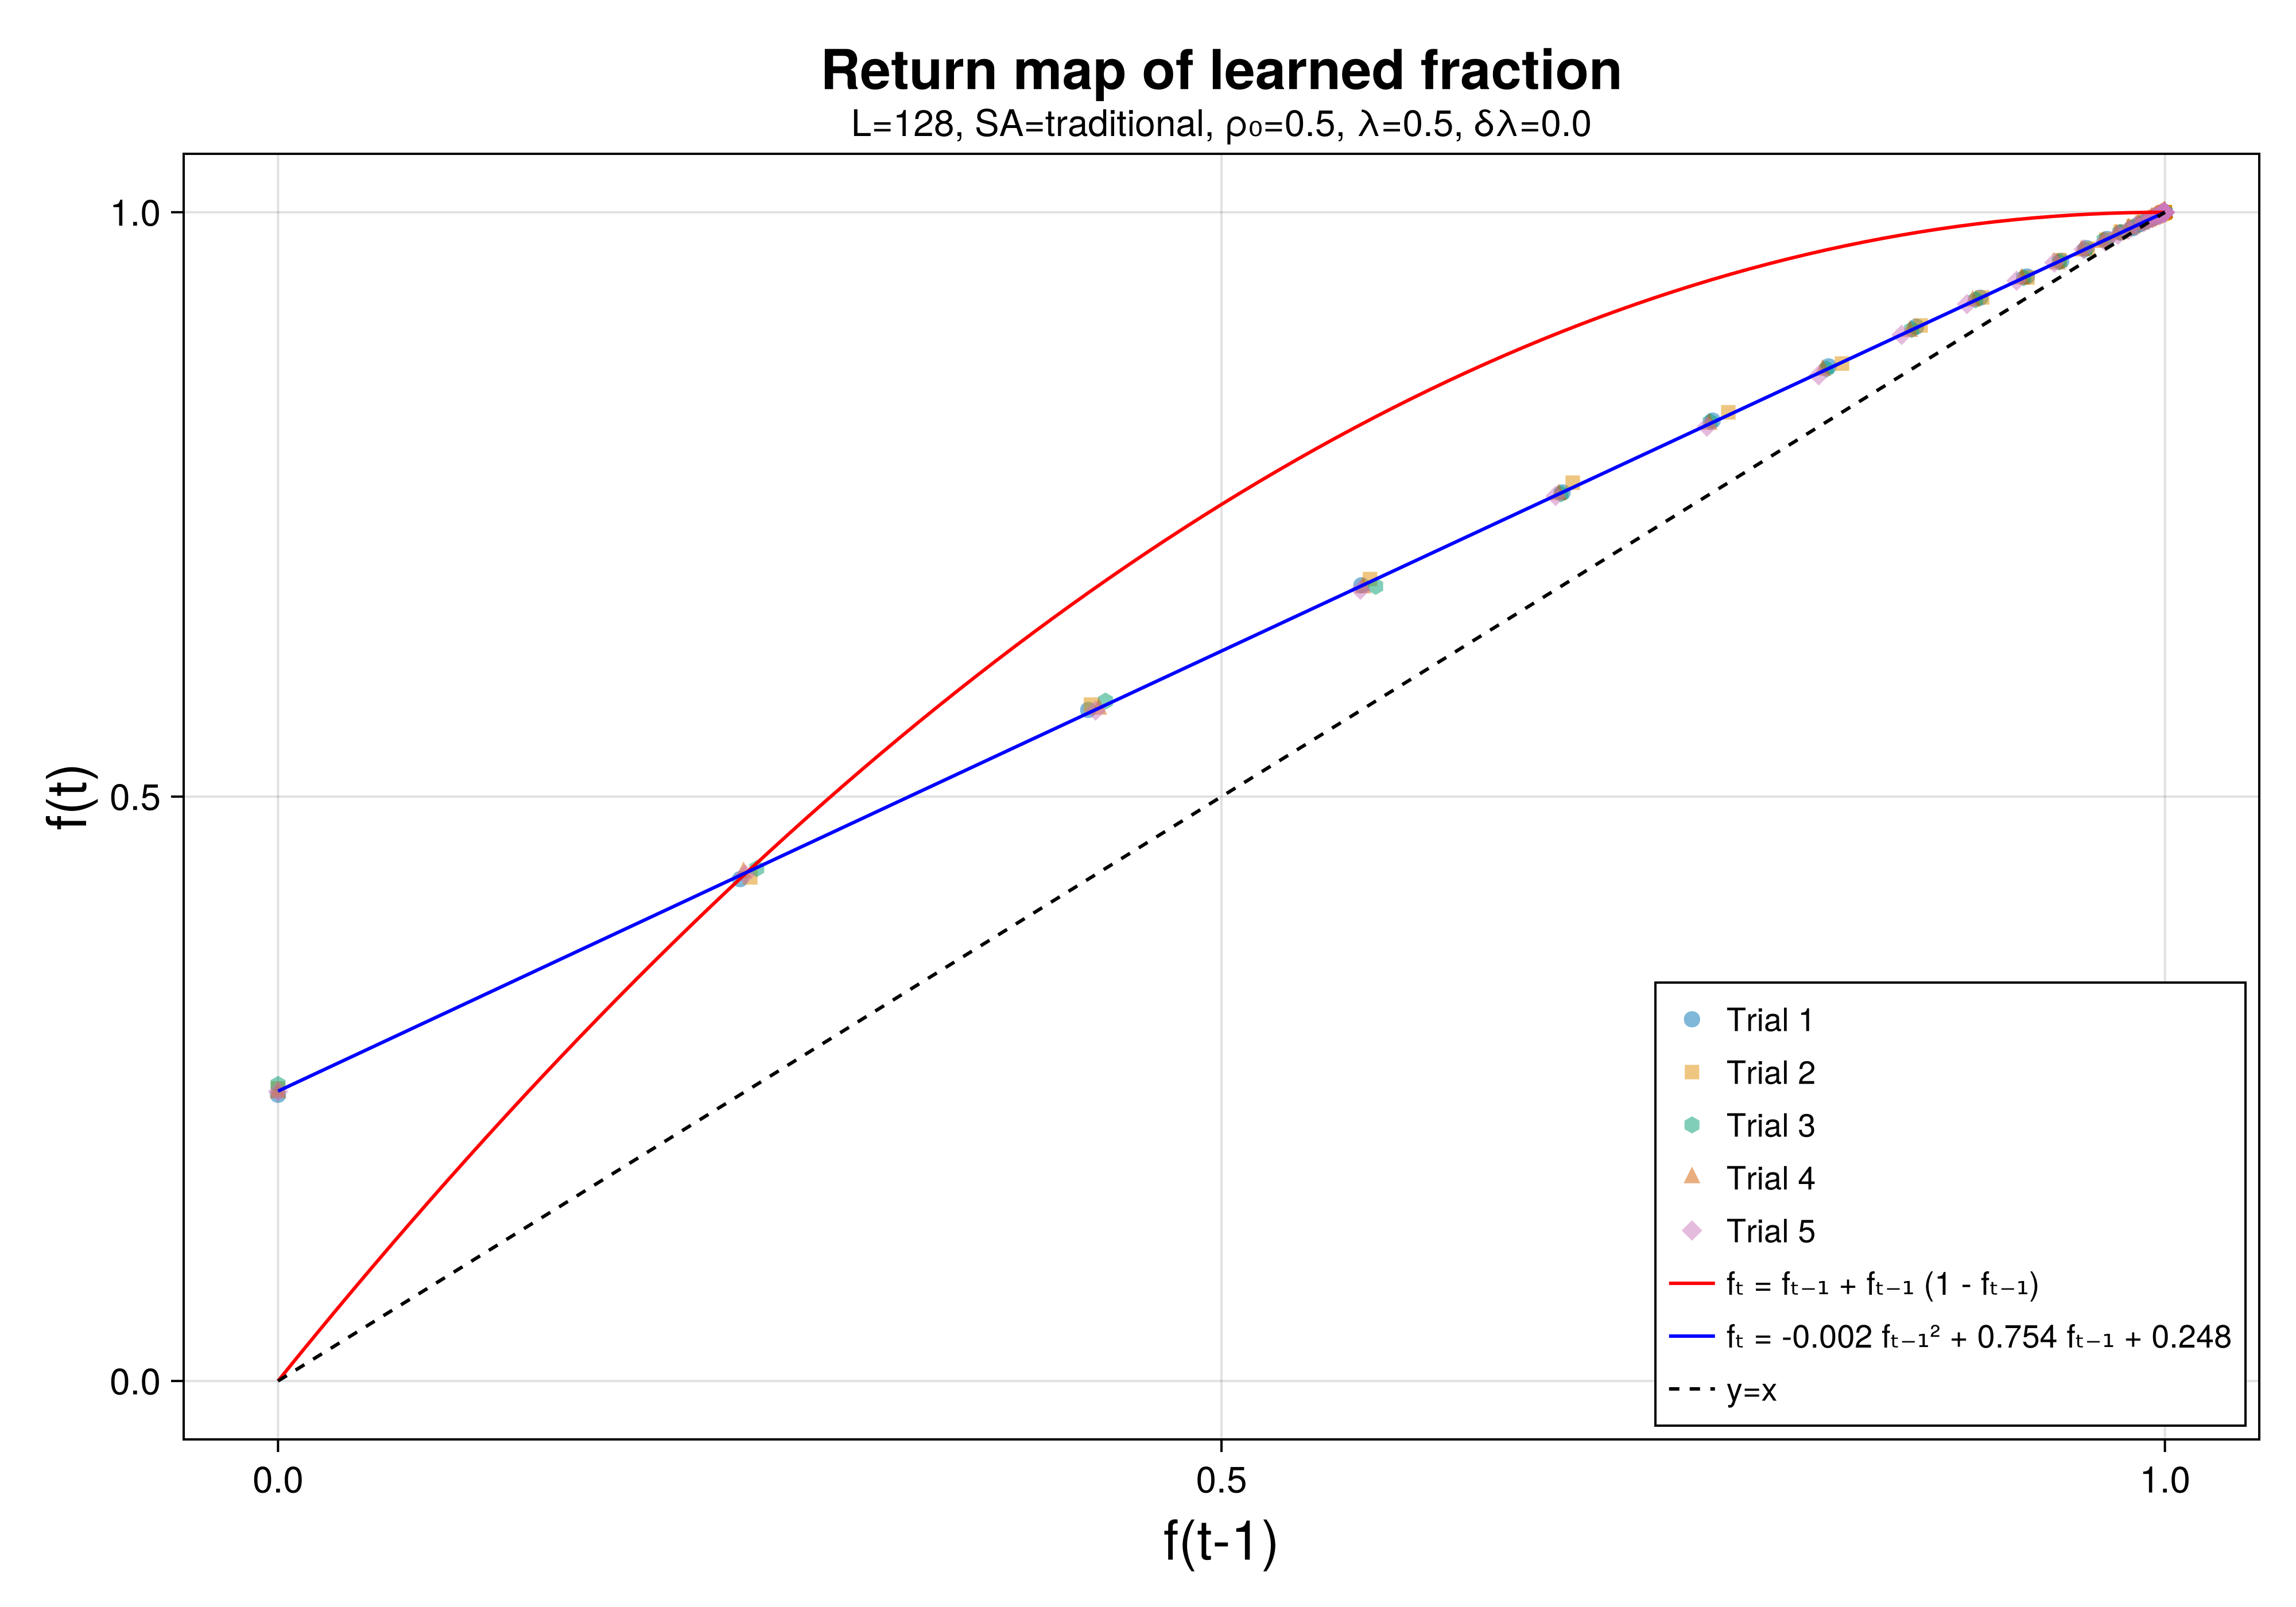 Return map of learned fraction
L=128, SA=traditional, ρ₀=0.5, λ=0.5, δλ=0.0
f(t)
1.0
0.5
0.0
0.0
0.5
1.0
f(t-1)
Trial 1
Trial 2
Trial 3
Trial 4
Trial 5
fₜ = fₜ₋₁ + fₜ₋₁ (1 - fₜ₋₁)
fₜ = -0.002 fₜ₋₁² + 0.754 fₜ₋₁ + 0.248
y=x